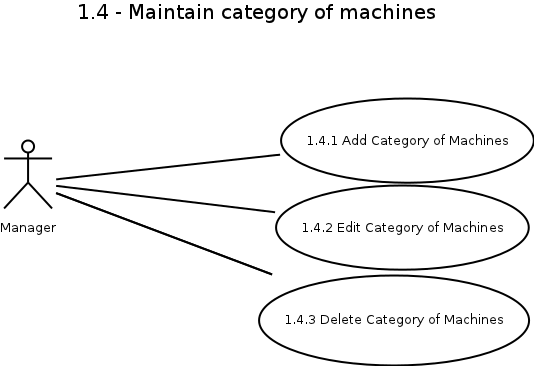 1.4 - Maintain category of machines
1.4.1 Add Category of Machines
Manager
1.4.2 Edit Category of Machines
1.4.3 Delete Category of Machines